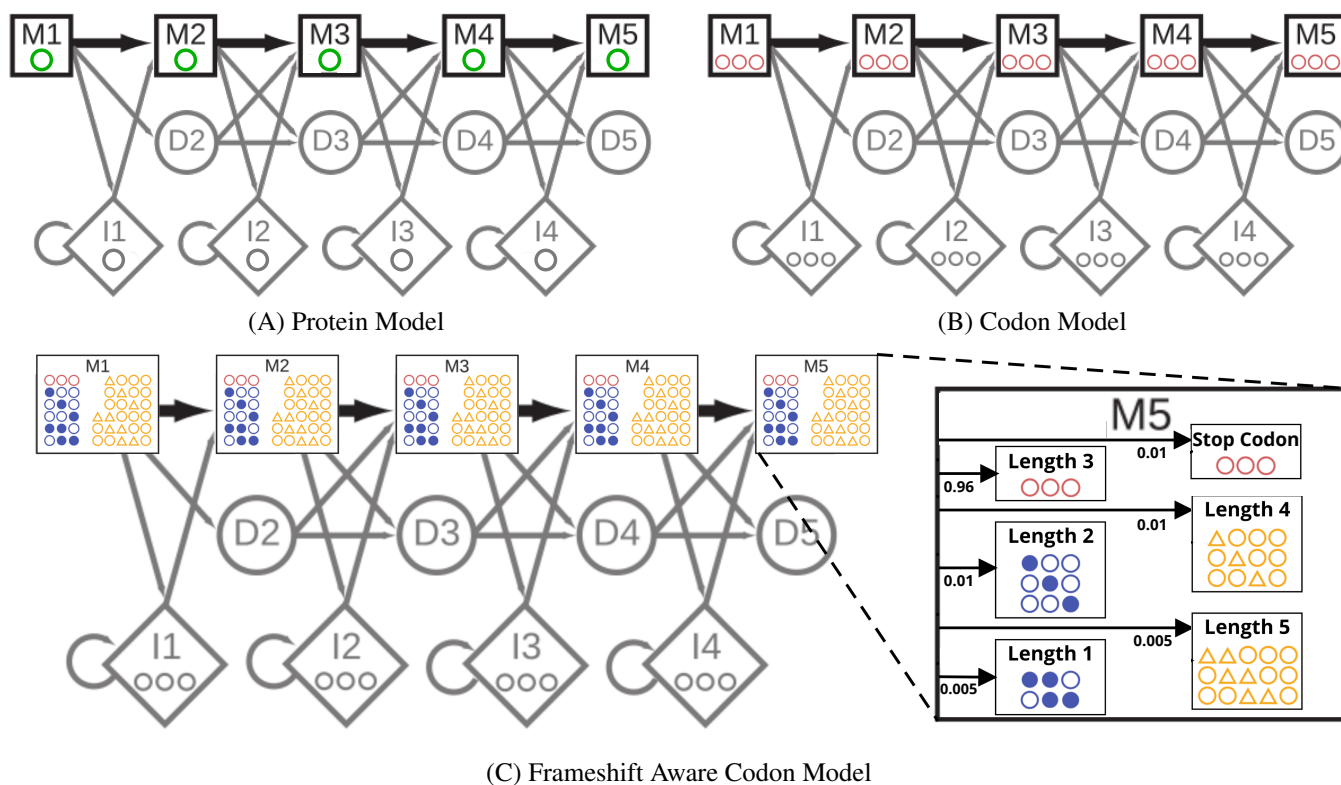 M1 M2 M3 M4 M5
D2 D3 D4 D5
I1 I2 I3 I4
(A) Protein Model
M1 M2 M3 M4 M5
D2 D3 D4 D5
I1 I2 I3 I4
(B) Codon Model
M1 M2 M3 M4 M5
D2 D3 D4 D5
I1 I2 I3 I4
M5
Stop Codon
0.01
Length 3
0.96
Length 4
0.01
Length 2
0.01
Length 5
0.005
Length 1
0.005
(C) Frameshift Aware Codon Model